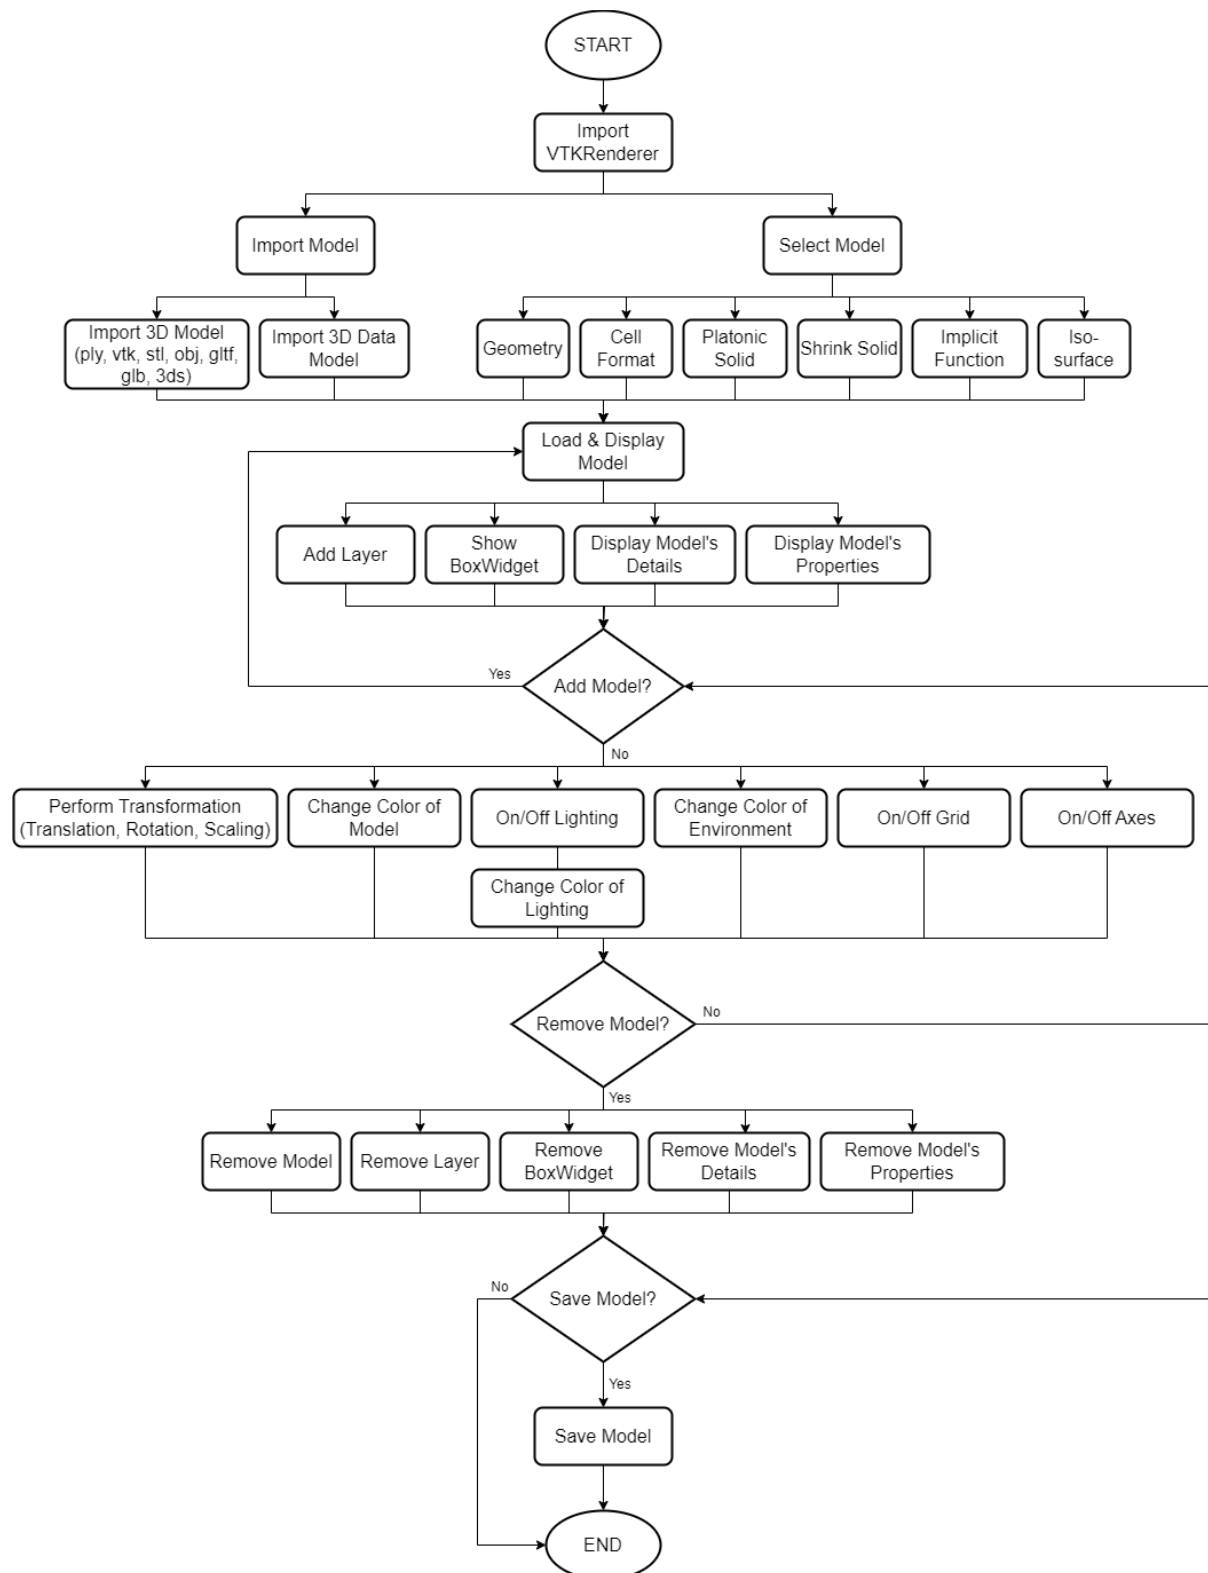 START
Import
VTKRenderer
Import Model
Select Model
Import 3D Model
(ply, vtk, stl, obj, gltf,
glb, 3ds)
Import 3D Data
Model
Geometry
Cell
Format
Platonic
Solid
Shrink Solid
Implicit
Function
Iso-
surface
Load & Display
Model
Add Layer
Show
BoxWidget
Display Model's
Details
Display Model's
Properties
Yes
Add Model?
No
Perform Transformation
(Translation, Rotation, Scaling)
Change Color of
Model
On/Off Lighting
Change Color of
Environment
On/Off Grid
On/Off Axes
Change Color of
Lighting
Remove Model?
No
Yes
Remove Model
Remove Layer
Remove
BoxWidget
Remove Model's
Details
Remove Model's
Properties
No
Save Model?
Yes
Save Model
END